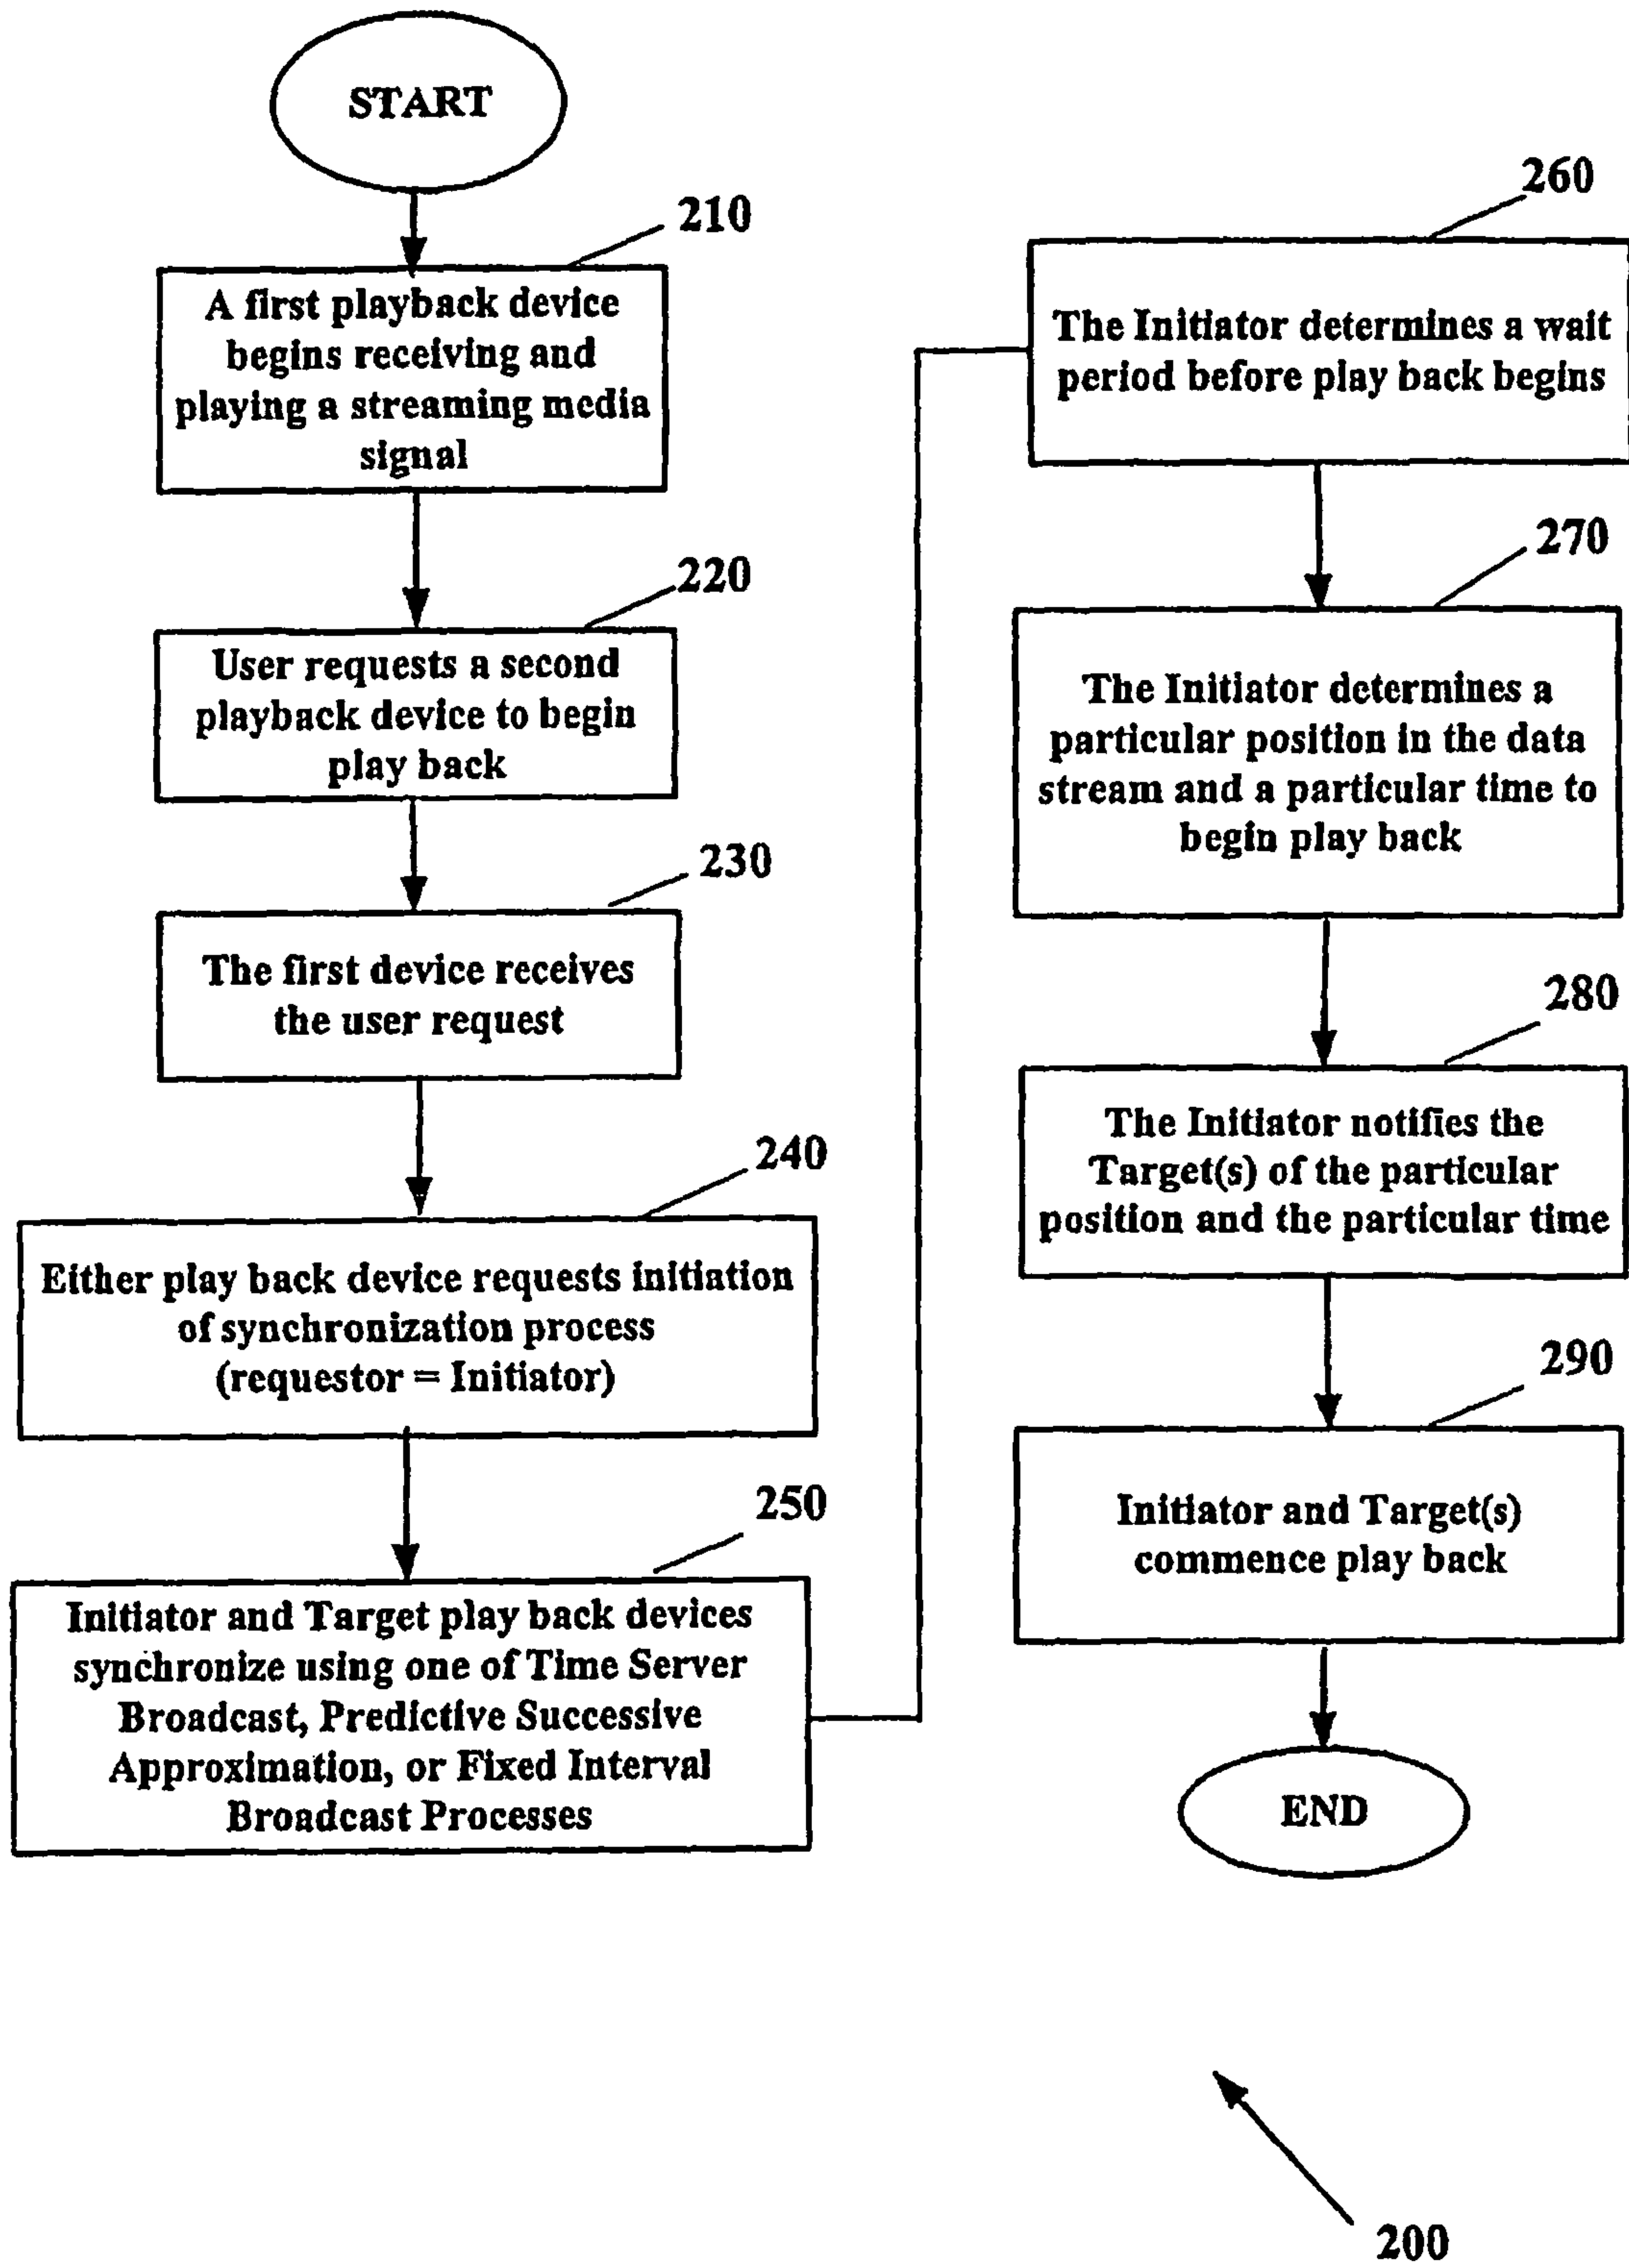 START
210
A first playback device
begins receiving and
playing a streaming media
signal
220
User requests a second
playback device to begin
play back
230
The first device receives
the user request
240
Either play back device requests initiation
of synchronization process
(requestor = Initiator)
250
Initiator and Target play back devices
synchronize using one of Time Server
Broadcast, Predictive Successive
Approximation, or Fixed Interval
Broadcast Processes
260
The Initiator determines a wait
period before play back begins
270
The Initiator determines a
particular position in the data
stream and a particular time to
begin play back
280
The Initiator notifies the
Target(s) of the particular
position and the particular time
290
Initiator and Target(s)
commence play back
END
200